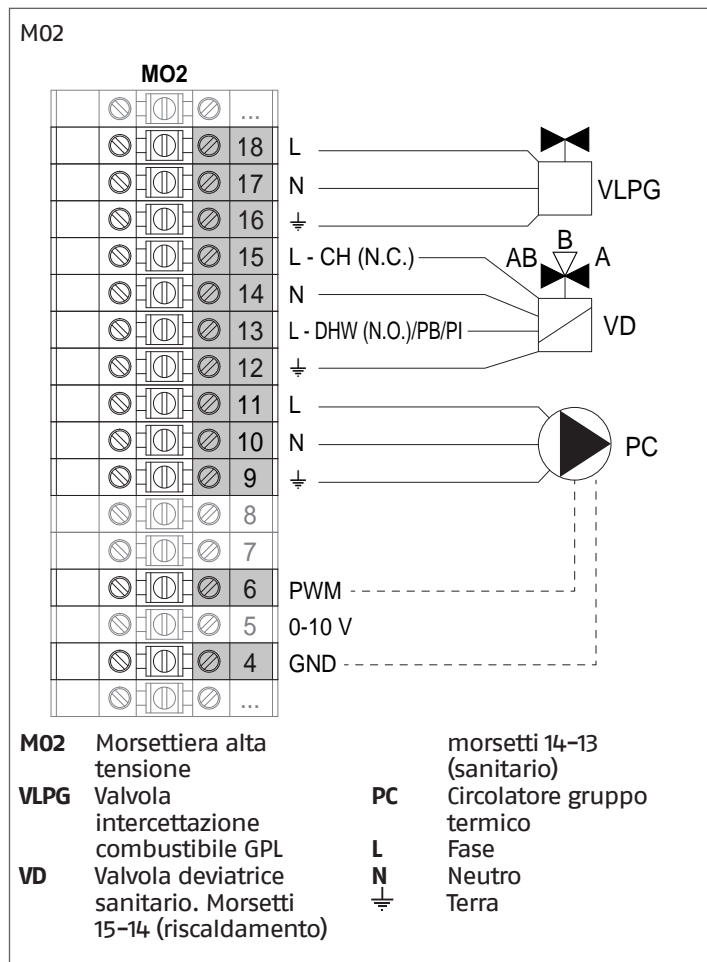 M02
MO2
...
18 L
17 N
16
15 L - CH (N.C.)
14 N
13 L - DHW (N.O.)/PB/PI
12
11 L
10 N
9
8
7
6 PWM
5 0-10 V
4 GND
...
VLPG
B
AB A
VD
PC
M02 Morsettiera alta
tensione
VLPG Valvola
intercettazione
combustibile GPL
VD Valvola deviatrice
sanitario. Morsetti
15-14 (riscaldamento)
morsetti 14-13
(sanitario)
PC Circolatore gruppo
termico
L Fase
N Neutro
⏚ Terra